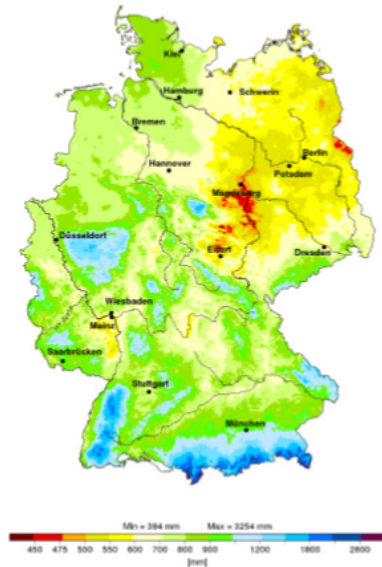 Kiel
Hamburg
Schwerin
Bremen
Berlin
Hannover
Potsdam
Magdeburg
Düsseldorf
Erfurt
Dresden
Wiesbaden
Mainz
Saarbrücken
Stuttgart
München
Min = 394 mm Max = 3254 mm
450 475 500 550 600 700 800 900 1200 1800 2600
[mm]